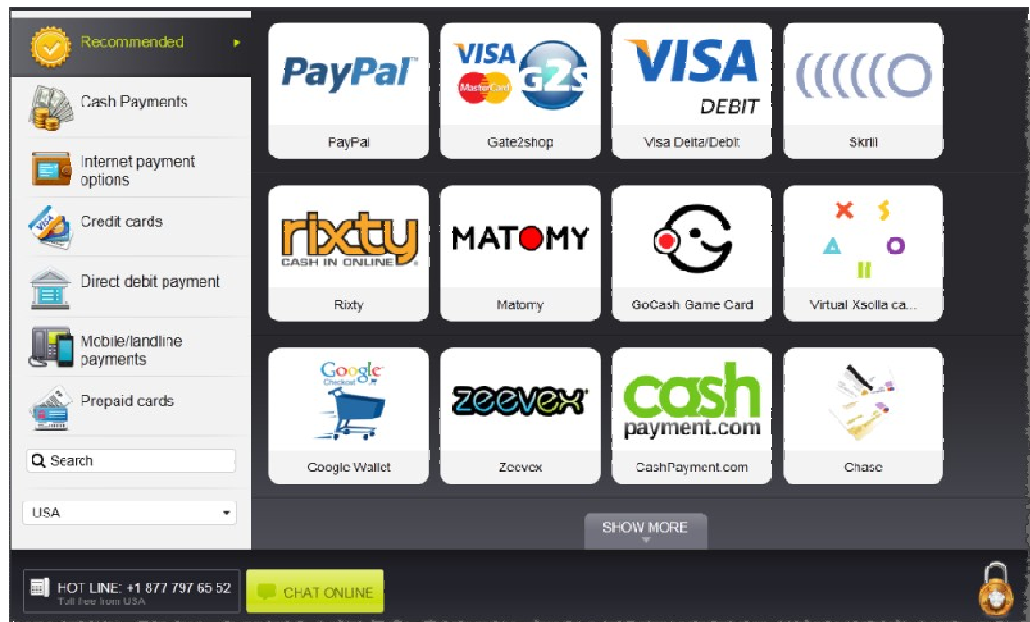 Recommended
Cash Payments
Internet payment
options
Credit cards
Direct debit payment
Mobile/landline
payments
Prepaid cards
Search
USA
PayPal
PayPal
VISA
MasterCard
G2S
Gate2shop
VISA
DEBIT
Visa Delta/Debit
Skrill
rixty
CASH IN ONLINE
Rixty
MATOMY
Matomy
GoCash Game Card
Virtual Xsolla ca...
Google
Checkout
Google Wallet
zeevex
Zeevex
cash
payment.com
CashPayment.com
Chase
SHOW MORE
HOT LINE: +1 877 797 65 52
Toll free from USA
CHAT ONLINE